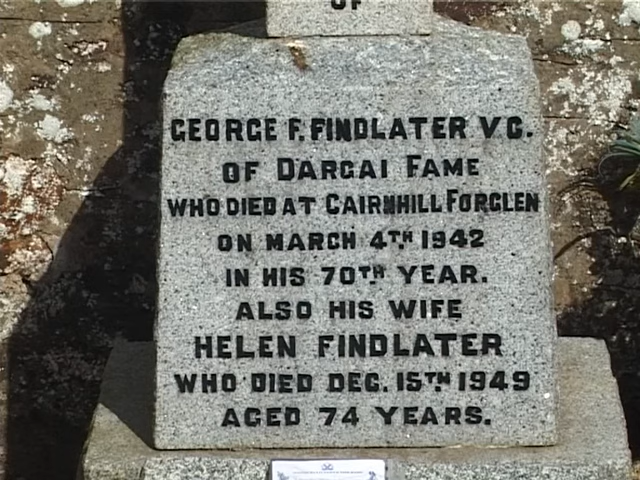 OF
GEORGE F. FINDLATER V.C.
OF DARGAI FAME
WHO DIED AT CAIRNHILL FORGLEN
ON MARCH 4TH 1942
IN HIS 70TH YEAR.
ALSO HIS WIFE
HELEN FINDLATER
WHO DIED DEC. 15TH 1949
AGED 74 YEARS.